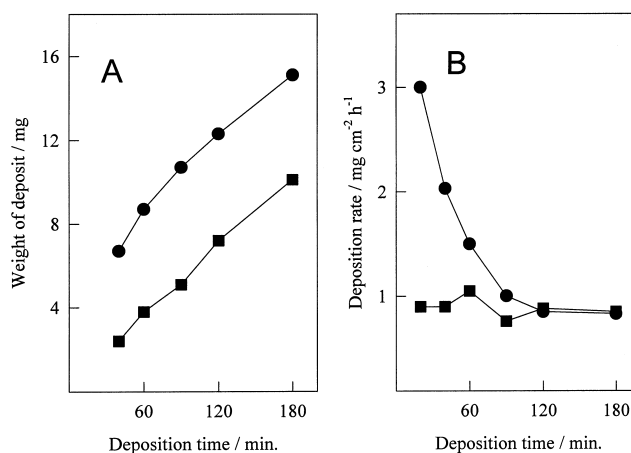 A
Weight of deposit / mg
16
12
8
4
60
120
180
Deposition time / min.
B
Deposition rate / mg cm⁻² h⁻¹
3
2
1
60
120
180
Deposition time / min.